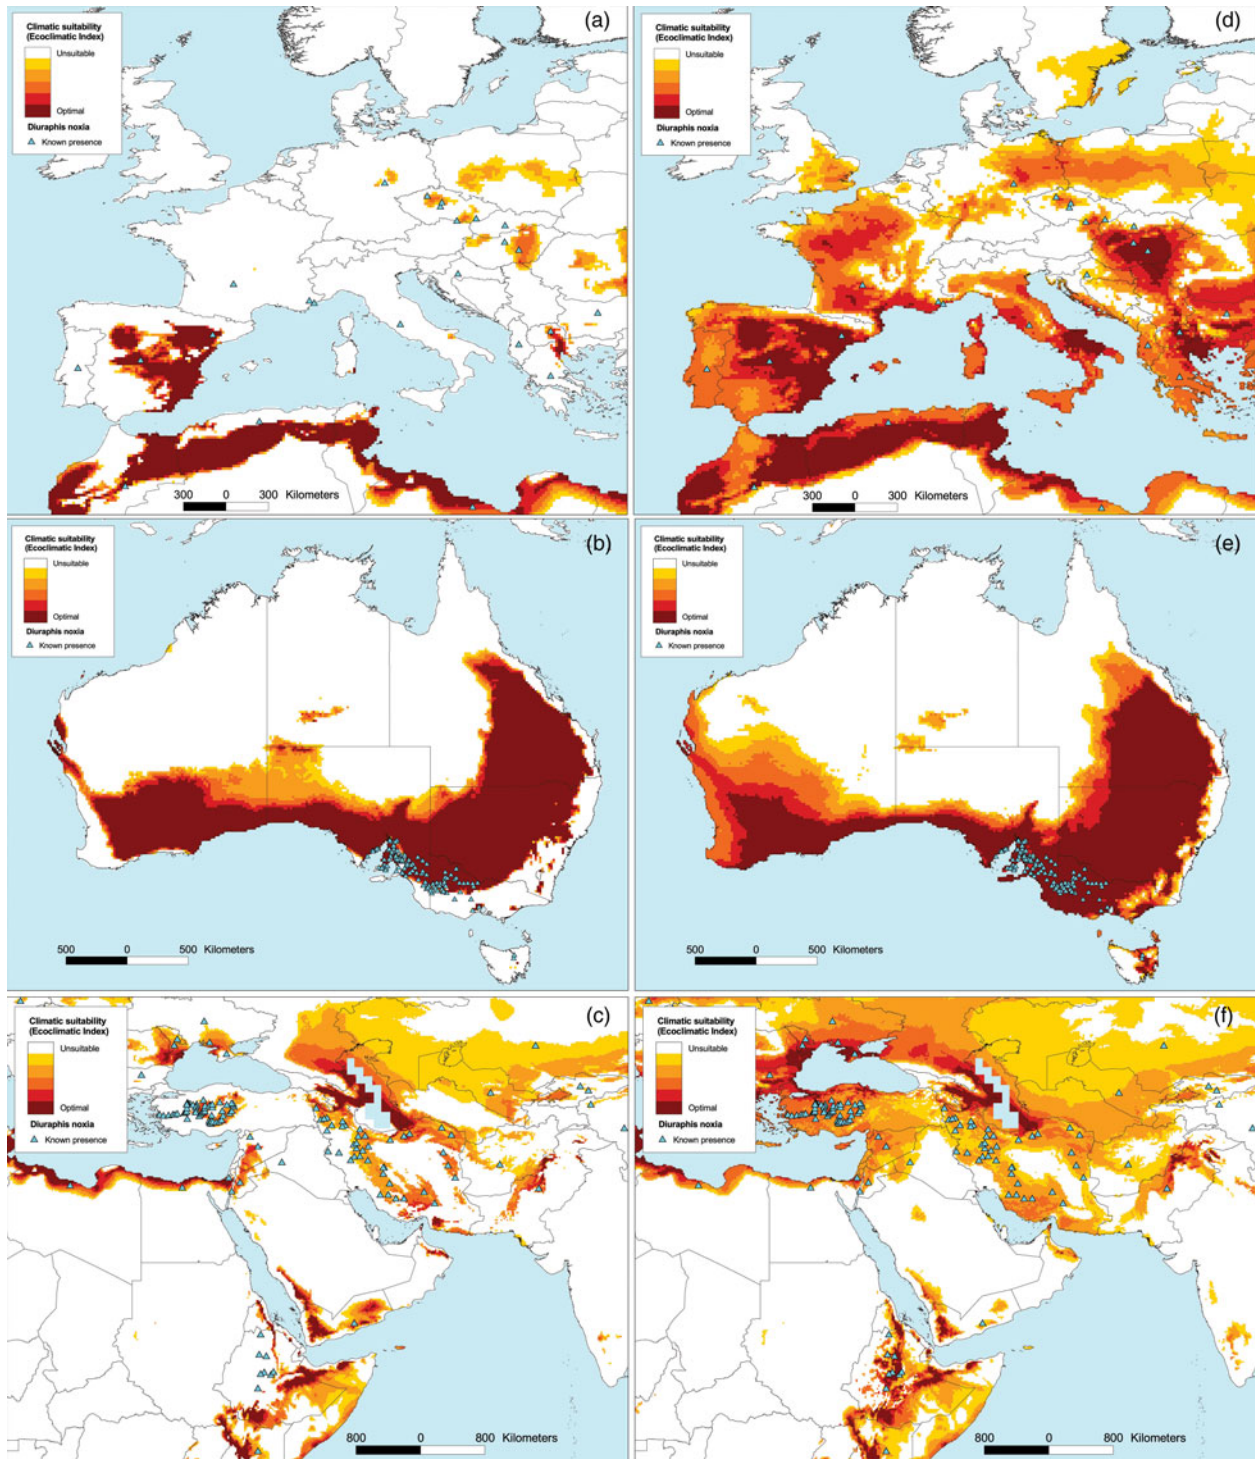 (a)
Climatic suitability
(Ecoclimatic Index)
Unsuitable
Optimal
Diuraphis noxia
Known presence
300 0 300 Kilometers
(d)
Climatic suitability
(Ecoclimatic Index)
Unsuitable
Optimal
Diuraphis noxia
Known presence
300 0 300 Kilometers
(b)
Climatic suitability
(Ecoclimatic Index)
Unsuitable
Optimal
Diuraphis noxia
Known presence
500 0 500 Kilometers
(e)
Climatic suitability
(Ecoclimatic Index)
Unsuitable
Optimal
Diuraphis noxia
Known presence
500 0 500 Kilometers
(c)
Climatic suitability
(Ecoclimatic Index)
Unsuitable
Optimal
Diuraphis noxia
Known presence
800 0 800 Kilometers
(f)
Climatic suitability
(Ecoclimatic Index)
Unsuitable
Optimal
Diuraphis noxia
Known presence
800 0 800 Kilometers